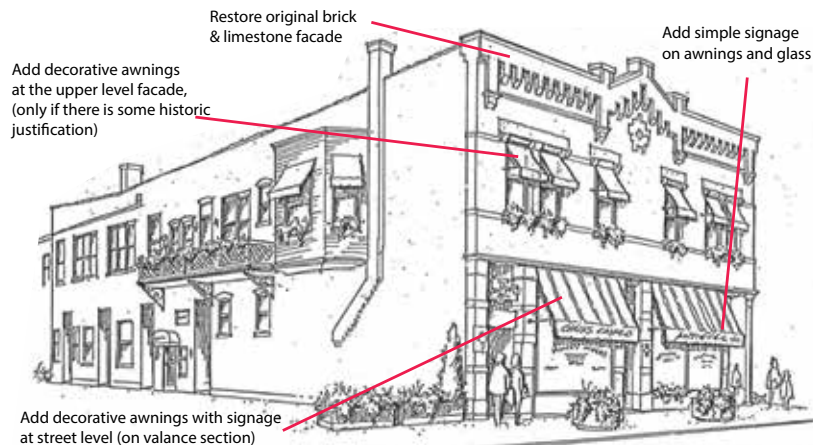 Restore original brick
& limestone facade
Add simple signage
on awnings and glass
Add decorative awnings
at the upper level facade,
(only if there is some historic
justification)
Add decorative awnings with signage
at street level (on valance section)